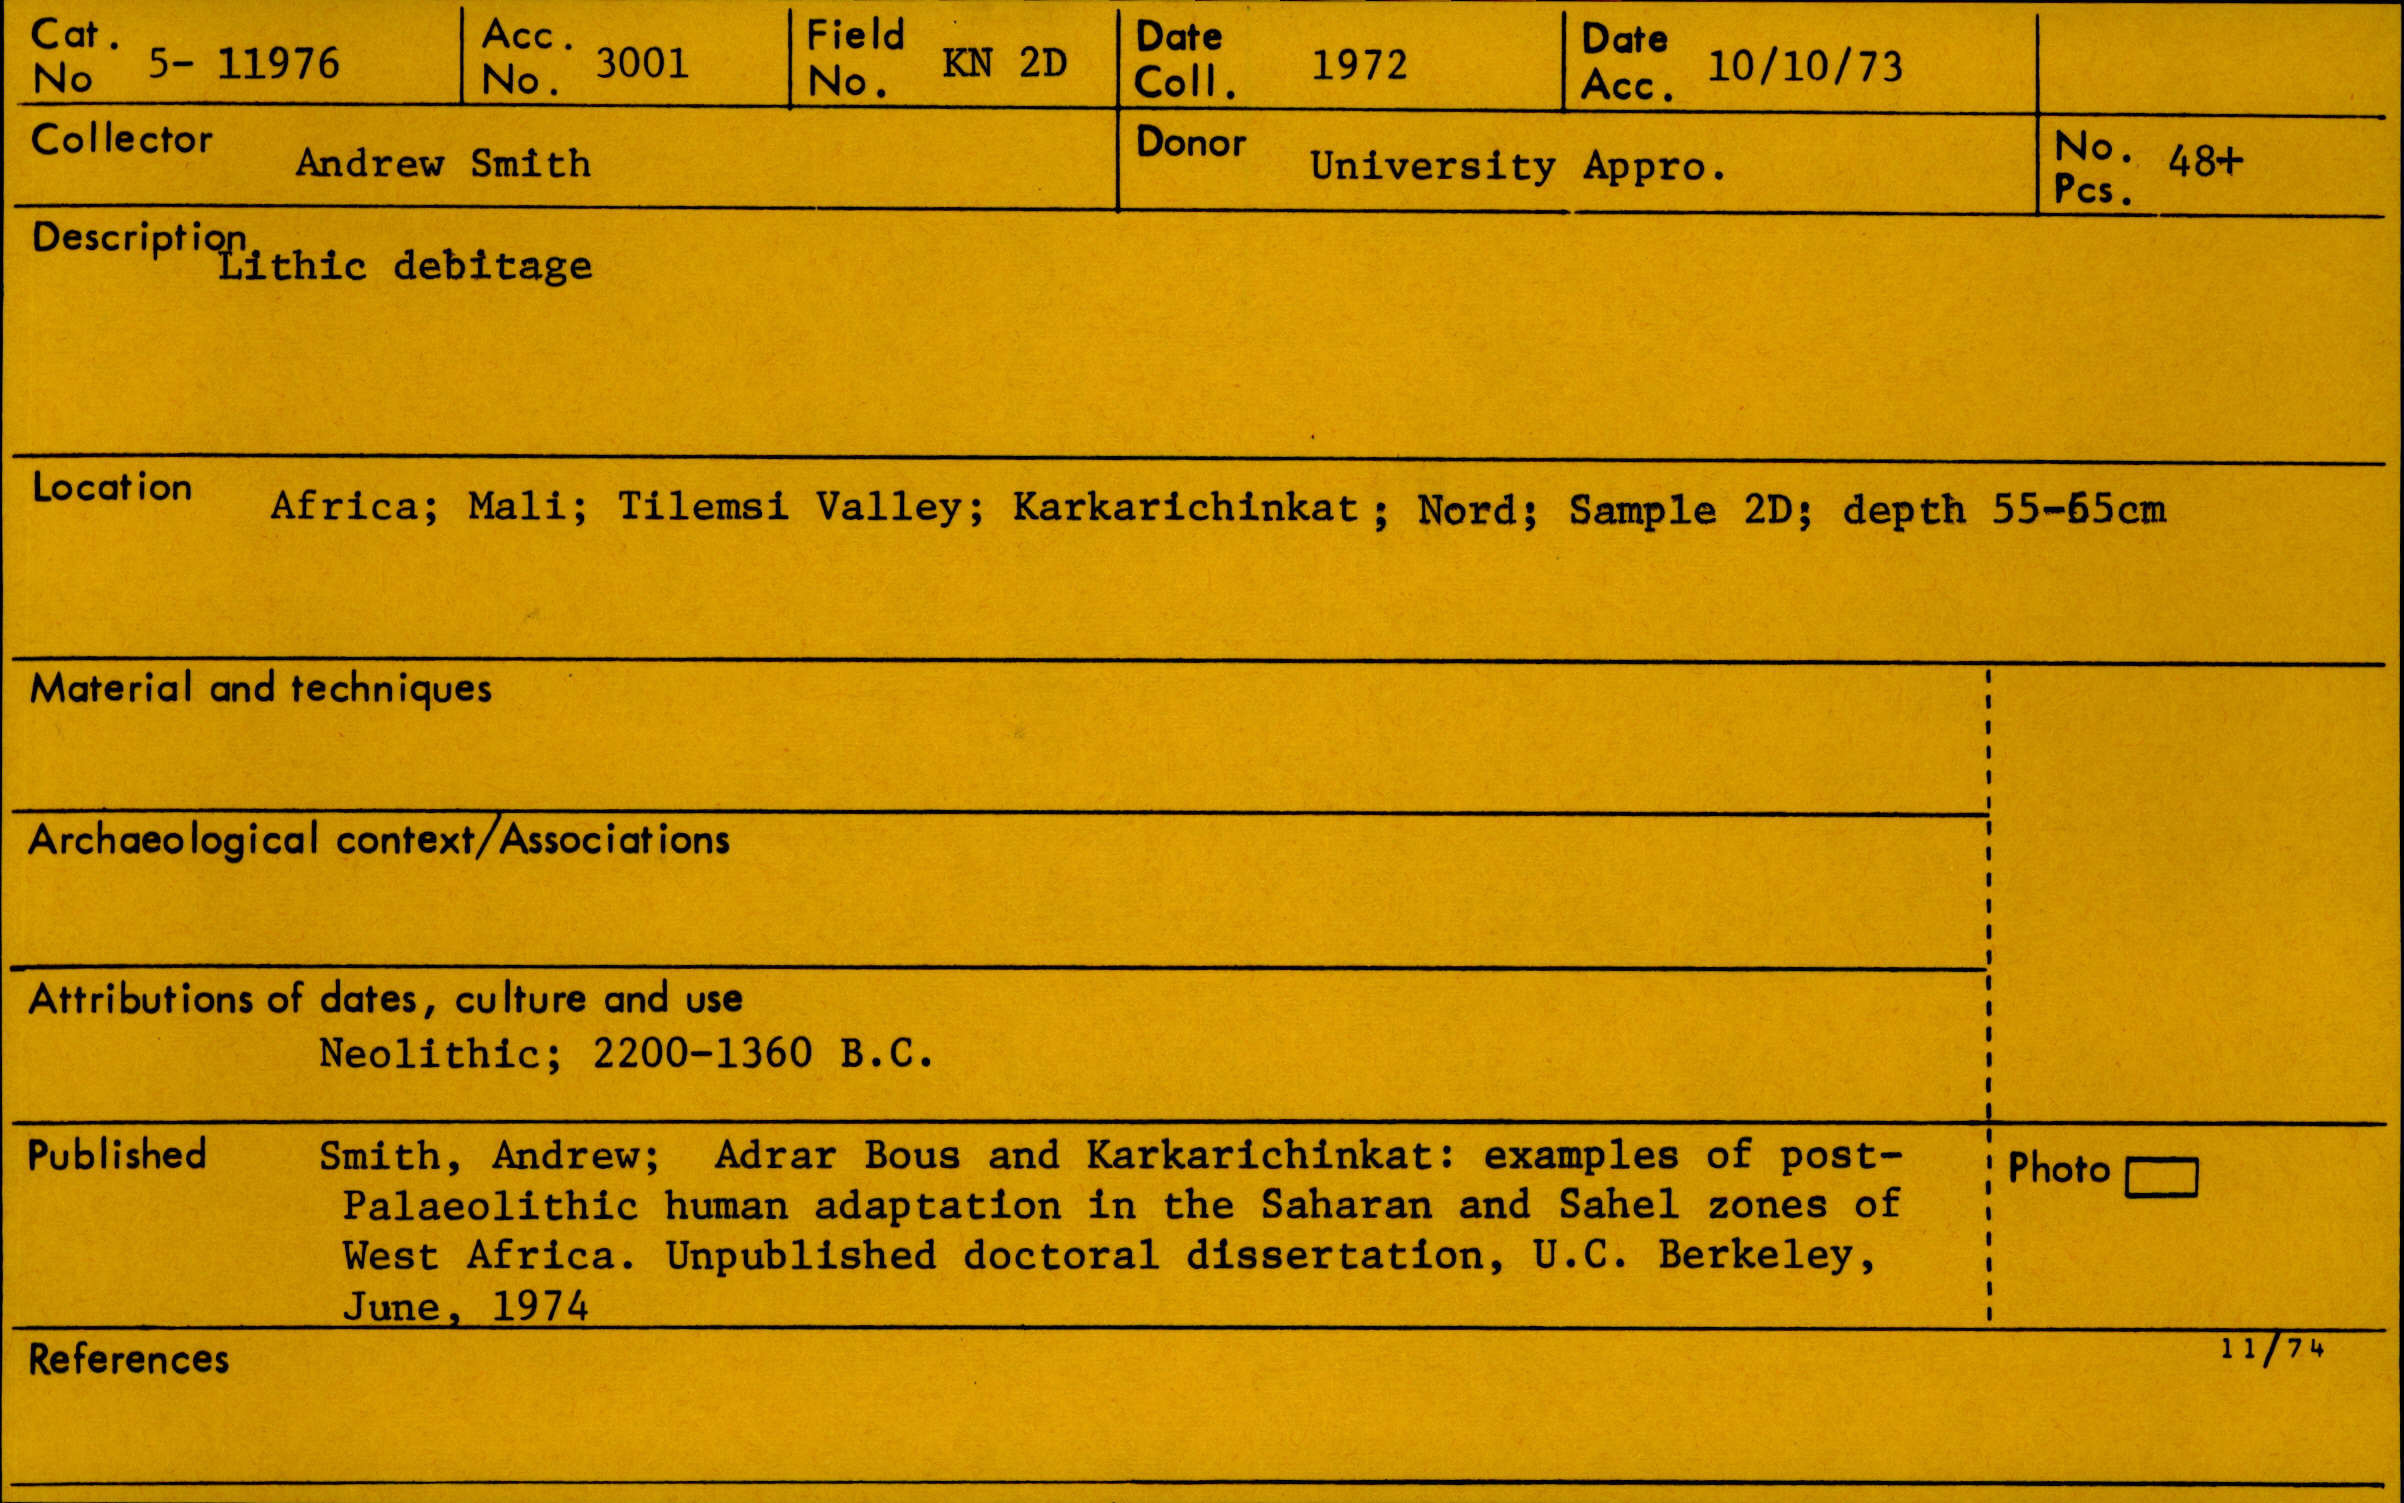 Cat. No 5- 11976 Acc. No. 3001 Field No. KN 2D Date Coll. 1972 Date Acc. 10/10/73
Collector Andrew Smith Donor University Appro. No. Pcs. 48+
Description
Lithic debitage
Location Africa; Mali; Tilemsi Valley; Karkarichinkat; Nord; Sample 2D; depth 55-65cm
Material and techniques
Archaeological context/Associations
Attributions of dates, culture and use
Neolithic; 2200-1360 B.C.
Published Smith, Andrew; Adrar Bous and Karkarichinkat: examples of post-
Palaeolithic human adaptation in the Saharan and Sahel zones of
West Africa. Unpublished doctoral dissertation, U.C. Berkeley,
June, 1974
Photo
References 11/74